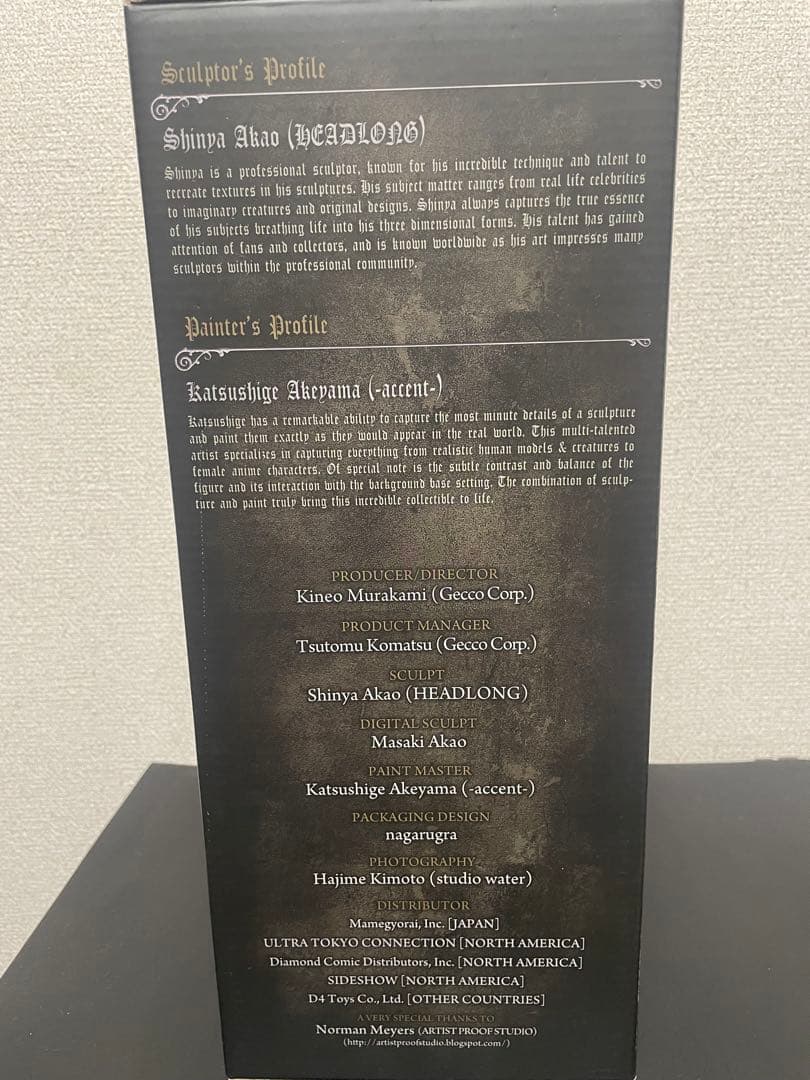 Sculptor's Profile
Shinya Akao (HEADLONG)
Shinya is a professional sculptor, known for his incredible technique and talent to
recreate textures in his sculptures. His subject matter ranges from real life celebrities
to imaginary creatures and original designs. Shinya always captures the true essence
of his subjects breathing life into his three dimensional forms. His talent has gained
attention of fans and collectors, and is known worldwide as his art impresses many
sculptors within the professional community.
Painter's Profile
Katsushige Akeyama (-accent-)
Katsushige has a remarkable ability to capture the most minute details of a sculpture
and paint them exactly as they would appear in the real world. This multi-talented
artist specializes in capturing everything from realistic human models & creatures to
female anime characters. Of special note is the subtle contrast and balance of the
figure and its interaction with the background base setting. The combination of sculp-
ture and paint truly bring this incredible collectible to life.
PRODUCER/DIRECTOR
Kineo Murakami (Gecco Corp.)
PRODUCT MANAGER
Tsutomu Komatsu (Gecco Corp.)
SCULPT
Shinya Akao (HEADLONG)
DIGITAL SCULPT
Masaki Akao
PAINT MASTER
Katsushige Akeyama (-accent-)
PACKAGING DESIGN
nagarugra
PHOTOGRAPHY
Hajime Kimoto (studio water)
DISTRIBUTOR
Mamegyorai, Inc. [JAPAN]
ULTRA TOKYO CONNECTION [NORTH AMERICA]
Diamond Comic Distributors, Inc. [NORTH AMERICA]
SIDESHOW [NORTH AMERICA]
D4 Toys Co., Ltd. [OTHER COUNTRIES]
A VERY SPECIAL THANKS TO
Norman Meyers (ARTIST PROOF STUDIO)
(http://artistproofstudio.blogspot.com/)